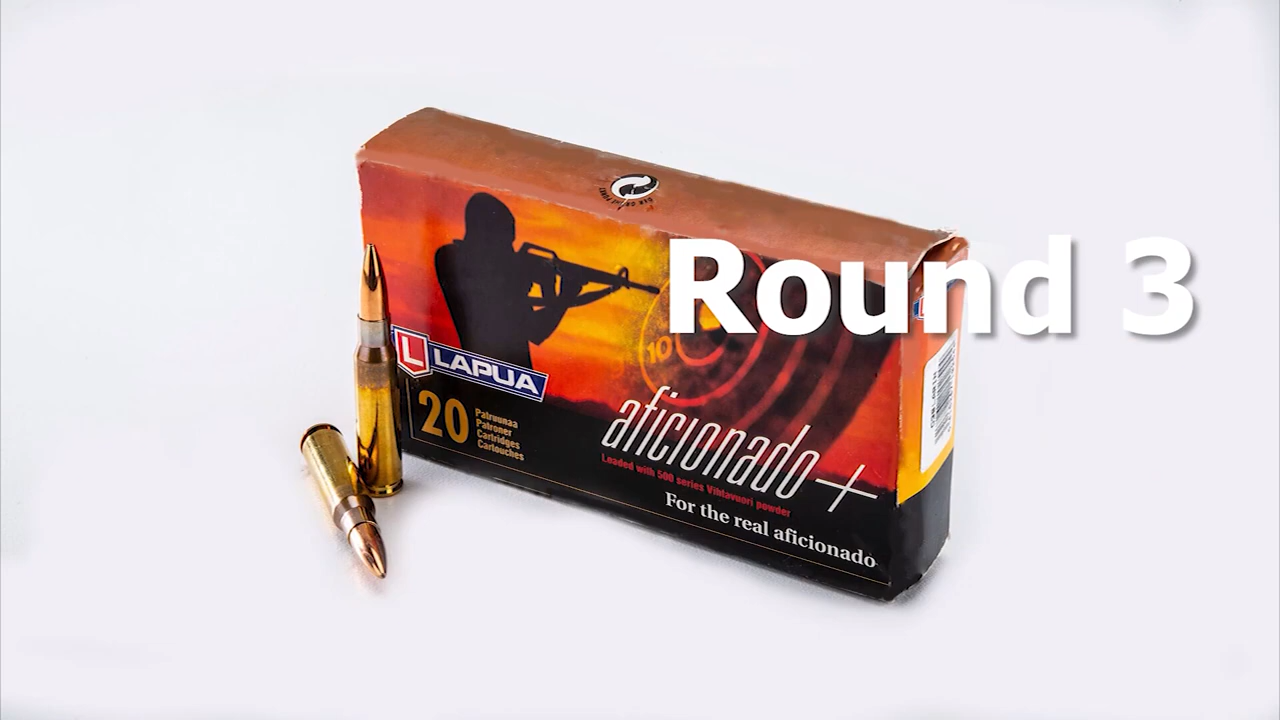 Round 3
10
L LAPUA
20
Patruunaa
Patroner
Cartridges
Cartouches
aficionado+
Loaded with 500 series Vihtavuori powder
For the real aficionado